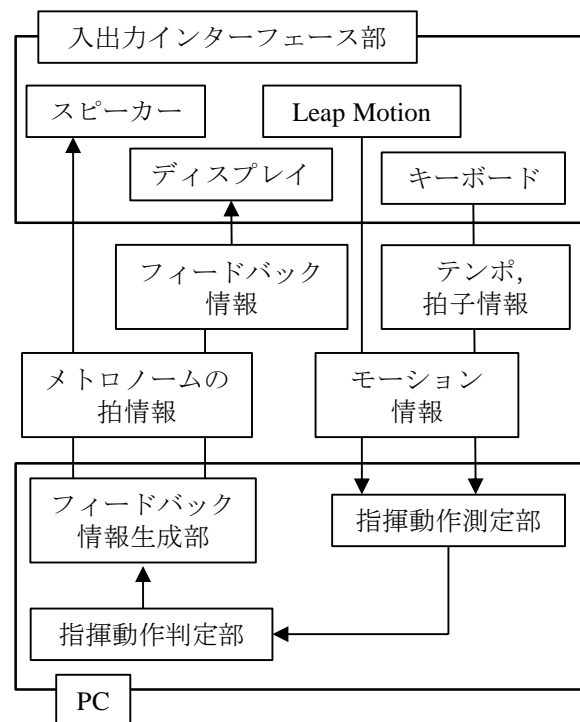 入出力インターフェース部
スピーカー
Leap Motion
ディスプレイ
キーボード
フィードバック
情報
テンポ,
拍子情報
メトロノームの
拍情報
モーション
情報
フィードバック
情報生成部
指揮動作測定部
指揮動作判定部
PC